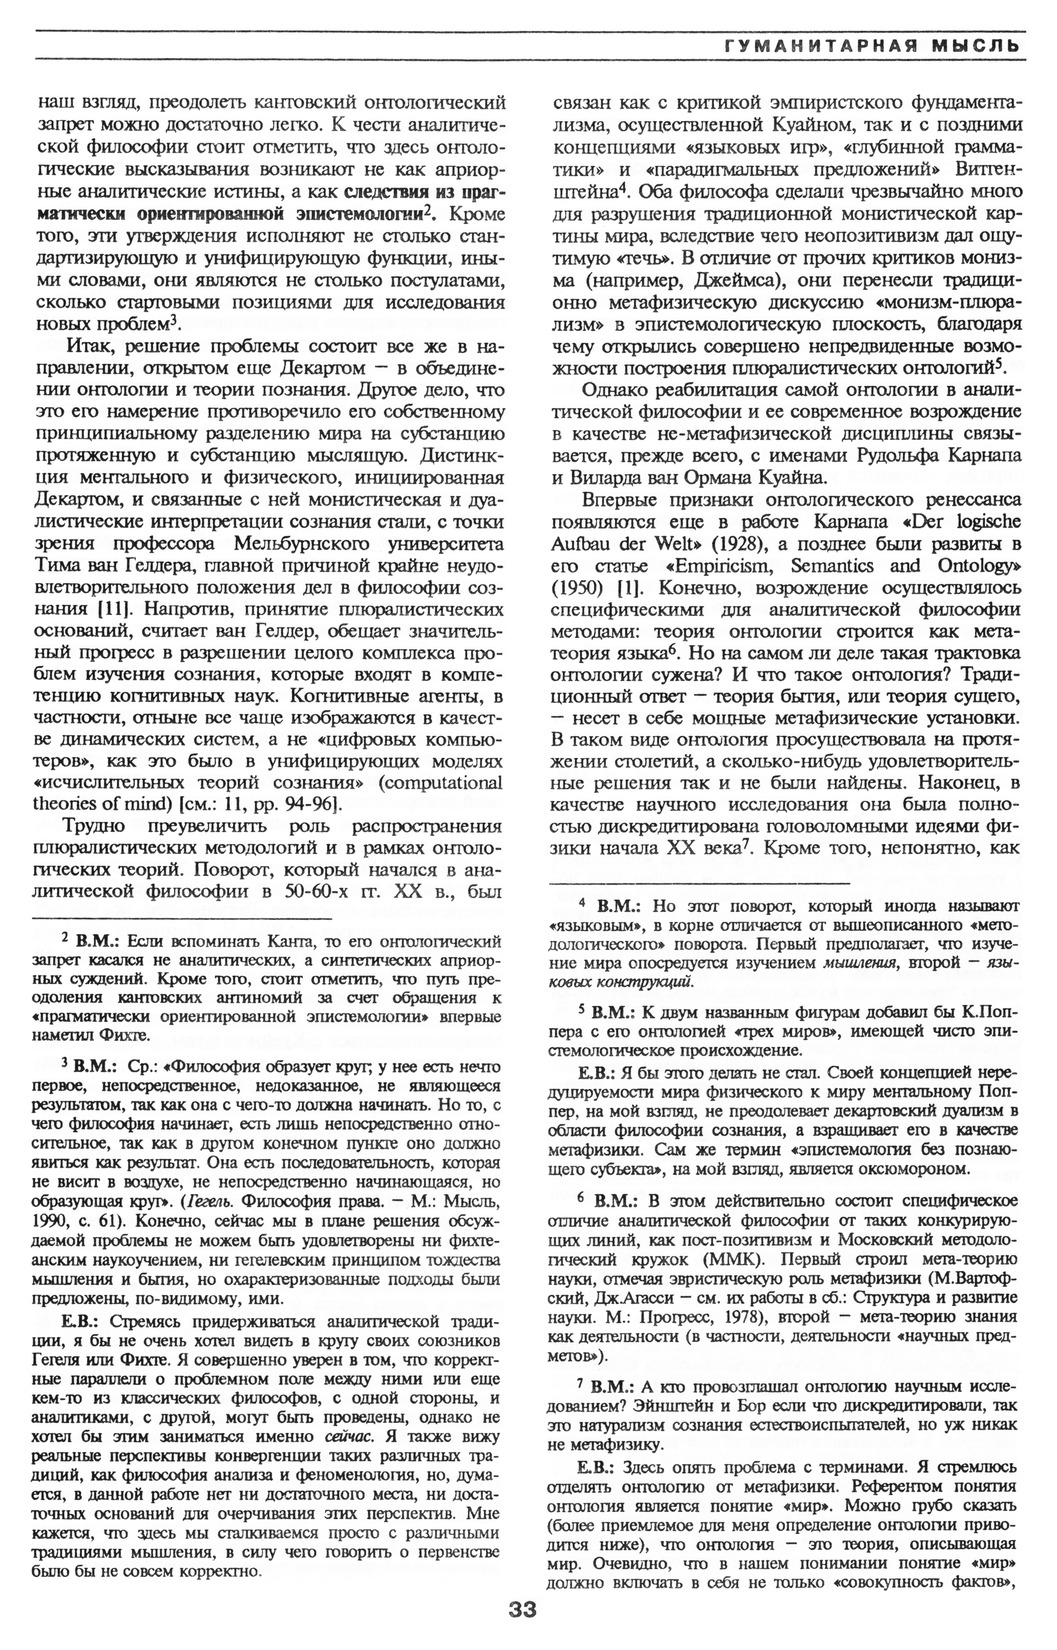 ГУМАНИТАРНАЯ МЫСЛЬ
наш взгляд, преодолеть кантовский онтологический
запрет можно достаточно легко. К чести аналитиче-
ской философии стоит отметить, что здесь онтоло-
гические высказывания возникают не как априор-
ные аналитические истины, а как следствия из праг-
матически ориентированной эпистемологии². Кроме
того, эти утверждения исполняют не столько стан-
дартизирующую и унифицирующую функции, ины-
ми словами, они являются не столько постулатами,
сколько стартовыми позициями для исследования
новых проблем³.
Итак, решение проблемы состоит все же в на-
правлении, открытом еще Декартом — в объедине-
нии онтологии и теории познания. Другое дело, что
это его намерение противоречило его собственному
принципиальному разделению мира на субстанцию
протяженную и субстанцию мыслящую. Дистинк-
ция ментального и физического, инициированная
Декартом, и связанные с ней монистическая и дуа-
листические интерпретации сознания стали, с точки
зрения профессора Мельбурнского университета
Тима ван Гелдера, главной причиной крайне неудо-
влетворительного положения дел в философии соз-
нания [11]. Напротив, принятие плюралистических
оснований, считает ван Гелдер, обещает значитель-
ный прогресс в разрешении целого комплекса про-
блем изучения сознания, которые входят в компе-
тенцию когнитивных наук. Когнитивные агенты, в
частности, отныне все чаще изображаются в качест-
ве динамических систем, а не «цифровых компью-
теров», как это было в унифицирующих моделях
«исчислительных теорий сознания» (computational
theories of mind) [см.: 11, pp. 94-96].
Трудно преувеличить роль распространения
плюралистических методологий и в рамках онтоло-
гических теорий. Поворот, который начался в ана-
литической философии в 50-60-х гг. XX в., был
² В.М.: Если вспоминать Канта, то его онтологический
запрет касался не аналитических, а синтетических априор-
ных суждений. Кроме того, стоит отметить, что путь пре-
одоления кантовских антиномий за счет обращения к
«прагматически ориентированной эпистемологии» впервые
наметил Фихте.
³ В.М.: Ср.: «Философия образует круг; у нее есть нечто
первое, непосредственное, недоказанное, не являющееся
результатом, так как она с чего-то должна начинать. Но то, с
чего философия начинает, есть лишь непосредственно отно-
сительное, так как в другом конечном пункте оно должно
явиться как результат. Она есть последовательность, которая
не висит в воздухе, не непосредственно начинающаяся, но
образующая круг». (Гегель. Философия права. — М.: Мысль,
1990, с. 61). Конечно, сейчас мы в плане решения обсуж-
даемой проблемы не можем быть удовлетворены ни фихте-
анским наукоучением, ни гегелевским принципом тождества
мышления и бытия, но охарактеризованные подходы были
предложены, по-видимому, ими.
Е.В.: Стремясь придерживаться аналитической тради-
ции, я бы не очень хотел видеть в кругу своих союзников
Гегеля или Фихте. Я совершенно уверен в том, что коррект-
ные параллели о проблемном поле между ними или еще
кем-то из классических философов, с одной стороны, и
аналитиками, с другой, могут быть проведены, однако не
хотел бы этим заниматься именно сейчас. Я также вижу
реальные перспективы конвергенции таких различных тра-
диций, как философия анализа и феноменология, но, дума-
ется, в данной работе нет ни достаточного места, ни доста-
точных оснований для очерчивания этих перспектив. Мне
кажется, что здесь мы сталкиваемся просто с различными
традициями мышления, в силу чего говорить о первенстве
было бы не совсем корректно.
связан как с критикой эмпиристского фундамента-
лизма, осуществленной Куайном, так и с поздними
концепциями «языковых игр», «глубинной грамма-
тики» и «парадигмальных предложений» Витген-
штейна⁴. Оба философа сделали чрезвычайно много
для разрушения традиционной монистической кар-
тины мира, вследствие чего неопозитивизм дал ощу-
тимую «течь». В отличие от прочих критиков мониз-
ма (например, Джеймса), они перенесли традици-
онно метафизическую дискуссию «монизм-плюра-
лизм» в эпистемологическую плоскость, благодаря
чему открылись совершено непредвиденные возмо-
жности построения плюралистических онтологий⁵.
Однако реабилитация самой онтологии в анали-
тической философии и ее современное возрождение
в качестве не-метафизической дисциплины связы-
вается, прежде всего, с именами Рудольфа Карнапа
и Виларда ван Ормана Куайна.
Впервые признаки онтологического ренессанса
появляются еще в работе Карнапа «Der logische
Aufbau der Welt» (1928), а позднее были развиты в
его статье «Empiricism, Semantics and Ontology»
(1950) [1]. Конечно, возрождение осуществлялось
специфическими для аналитической философии
методами: теория онтологии строится как мета-
теория языка⁶. Но на самом ли деле такая трактовка
онтологии сужена? И что такое онтология? Тради-
ционный ответ — теория бытия, или теория сущего,
— несет в себе мощные метафизические установки.
В таком виде онтология просуществовала на протя-
жении столетий, а сколько-нибудь удовлетворитель-
ные решения так и не были найдены. Наконец, в
качестве научного исследования она была полно-
стью дискредитирована головоломными идеями фи-
зики начала XX века⁷. Кроме того, непонятно, как
⁴ В.М.: Но этот поворот, который иногда называют
«языковым», в корне отличается от вышеописанного «мето-
дологического» поворота. Первый предполагает, что изуче-
ние мира опосредуется изучением мышления, второй — язы-
ковых конструкций.
⁵ В.М.: К двум названным фигурам добавил бы К.Поп-
пера с его онтологией «трех миров», имеющей чисто эпи-
стемологическое происхождение.
Е.В.: Я бы этого делать не стал. Своей концепцией нере-
дуцируемости мира физического к миру ментальному Поп-
пер, на мой взгляд, не преодолевает декартовский дуализм в
области философии сознания, а взращивает его в качестве
метафизики. Сам же термин «эпистемология без познаю-
щего субъекта», на мой взгляд, является оксюмороном.
⁶ В.М.: В этом действительно состоит специфическое
отличие аналитической философии от таких конкурирую-
щих линий, как пост-позитивизм и Московский методоло-
гический кружок (ММК). Первый строил мета-теорию
науки, отмечая эвристическую роль метафизики (М.Вартоф-
ский, Дж.Агасси — см. их работы в сб.: Структура и развитие
науки. М.: Прогресс, 1978), второй — мета-теорию знания
как деятельности (в частности, деятельности «научных пред-
метов»).
⁷ В.М.: А кто провозглашал онтологию научным иссле-
дованием? Эйнштейн и Бор если что дискредитировали, так
это натурализм сознания естествоиспытателей, но уж никак
не метафизику.
Е.В.: Здесь опять проблема с терминами. Я стремлюсь
отделять онтологию от метафизики. Референтом понятия
онтология является понятие «мир». Можно грубо сказать
(более приемлемое для меня определение онтологии приво-
дится ниже), что онтология — это теория, описывающая
мир. Очевидно, что в нашем понимании понятие «мир»
должно включать в себя не только «совокупность фактов»,
33